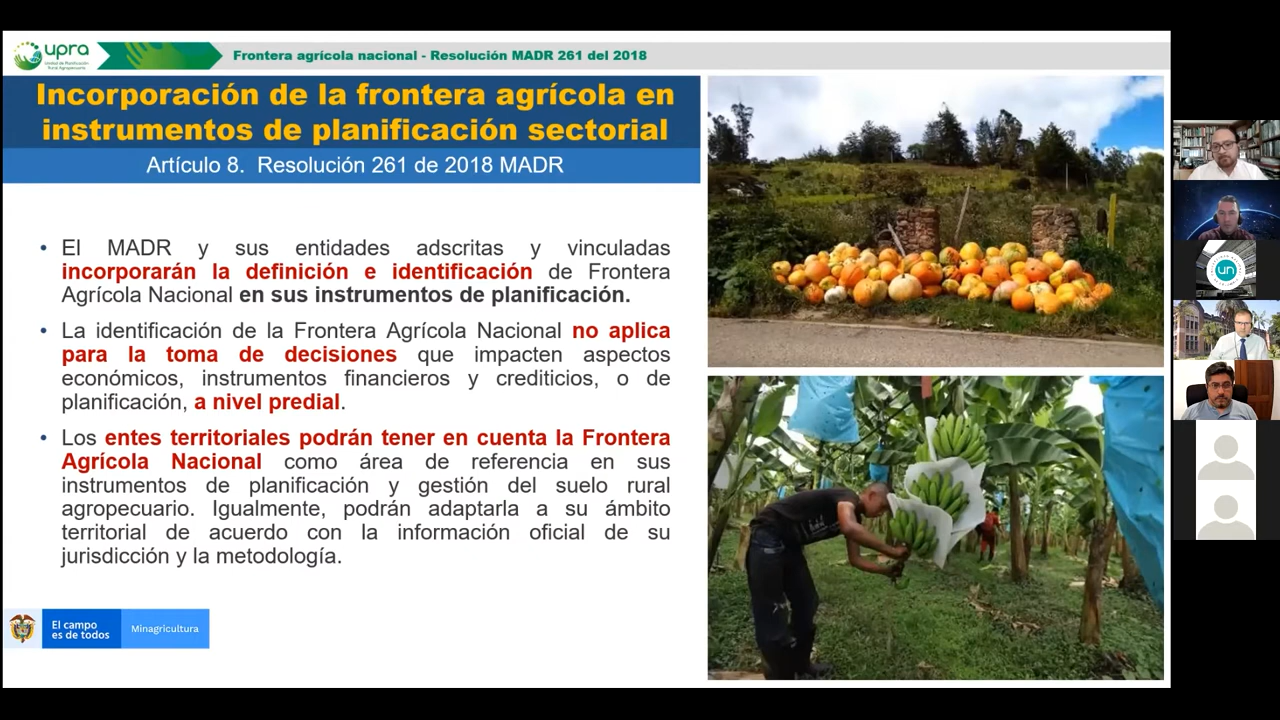 upra
Unidad de Planificación
Rural Agropecuaria
Frontera agrícola nacional - Resolución MADR 261 del 2018
Incorporación de la frontera agrícola en
instrumentos de planificación sectorial
Artículo 8.  Resolución 261 de 2018 MADR
• El MADR y sus entidades adscritas y vinculadas
incorporarán la definición e identificación de Frontera
Agrícola Nacional en sus instrumentos de planificación.
• La identificación de la Frontera Agrícola Nacional no aplica
para la toma de decisiones que impacten aspectos
económicos, instrumentos financieros y crediticios, o de
planificación, a nivel predial.
• Los entes territoriales podrán tener en cuenta la Frontera
Agrícola Nacional como área de referencia en sus
instrumentos de planificación y gestión del suelo rural
agropecuario. Igualmente, podrán adaptarla a su ámbito
territorial de acuerdo con la información oficial de su
jurisdicción y la metodología.
El campo
es de todos
Minagricultura
un